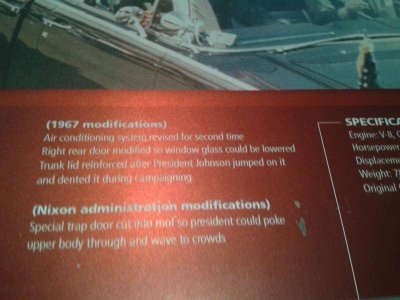 (1967 modifications)
Air conditioning system revised for second time
Right rear door modified so window glass could be lowered
Trunk lid reinforced after President Johnson jumped on it
and dented it during campaigning
(Nixon administration modifications)
Special trap door cut into roof so president could poke
upper body through and wave to crowds
SPECIFICA
Engine: V-8,
Horsepower
Displaceme
Weight:
Original